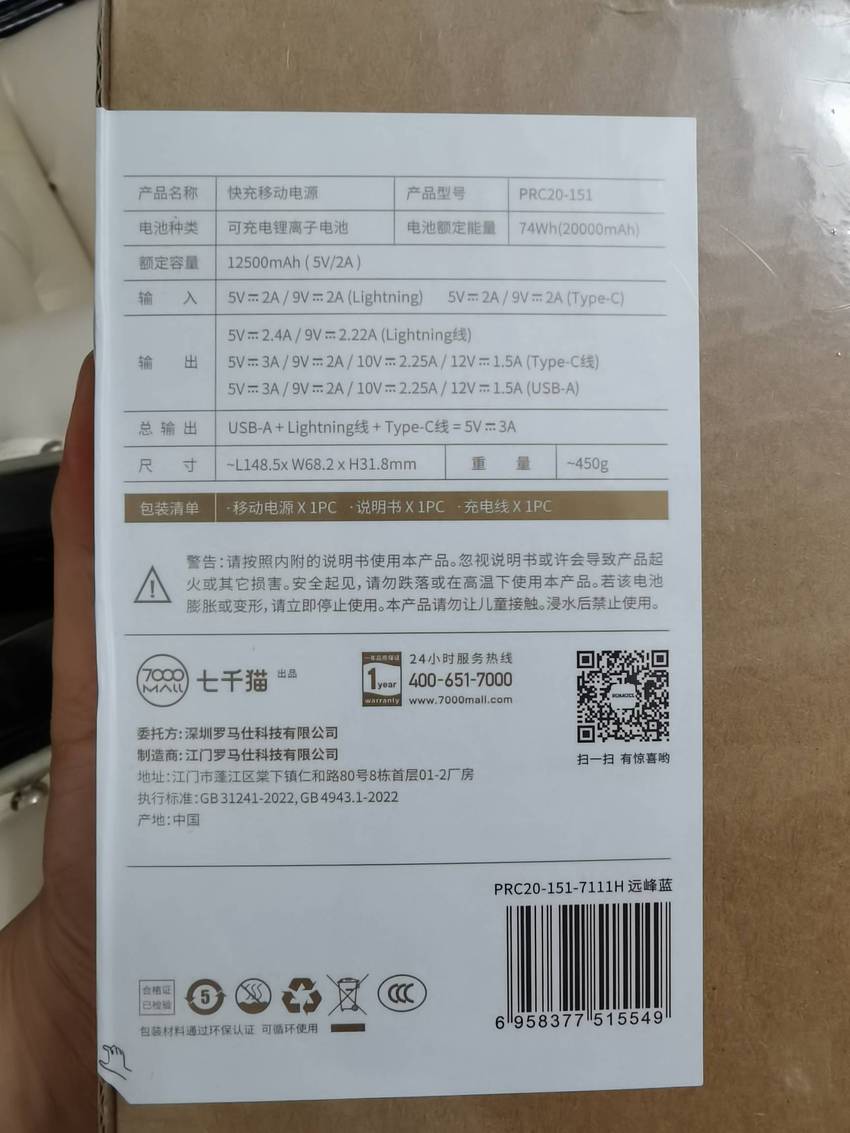 产品名称 快充移动电源 产品型号 PRC20-151
电池种类 可充电锂离子电池 电池额定能量 74Wh(20000mAh)
额定容量 12500mAh ( 5V/2A )
输 入 5V⎓2A / 9V⎓2A (Lightning) 5V⎓2A / 9V⎓2A (Type-C)
5V⎓2.4A / 9V⎓2.22A (Lightning线)
输 出 5V⎓3A / 9V⎓2A / 10V⎓2.25A / 12V⎓1.5A (Type-C线)
5V⎓3A / 9V⎓2A / 10V⎓2.25A / 12V⎓1.5A (USB-A)
总 输 出 USB-A + Lightning线 + Type-C线 = 5V⎓3A
尺 寸 ~L148.5x W68.2 x H31.8mm 重 量 ~450g
包装清单 ·移动电源 X 1PC ·说明书 X 1PC ·充电线 X 1PC
警告:请按照内附的说明书使用本产品。忽视说明书或许会导致产品起
火或其它损害。安全起见,请勿跌落或在高温下使用本产品。若该电池
膨胀或变形,请立即停止使用。本产品请勿让儿童接触。浸水后禁止使用。
7000 MALL 七千猫 出品
一年品质保证
1year
warranty
24小时服务热线
400-651-7000
www.7000mall.com
ROMOSS
扫一扫 有惊喜哟
委托方:深圳罗马仕科技有限公司
制造商:江门罗马仕科技有限公司
地址:江门市蓬江区棠下镇仁和路80号8栋首层01-2厂房
执行标准:GB 31241-2022, GB 4943.1-2022
产地:中国
PRC20-151-7111H 远峰蓝
6 958377 515549
合格证
已检验
5
CCC
包装材料通过环保认证 可循环使用